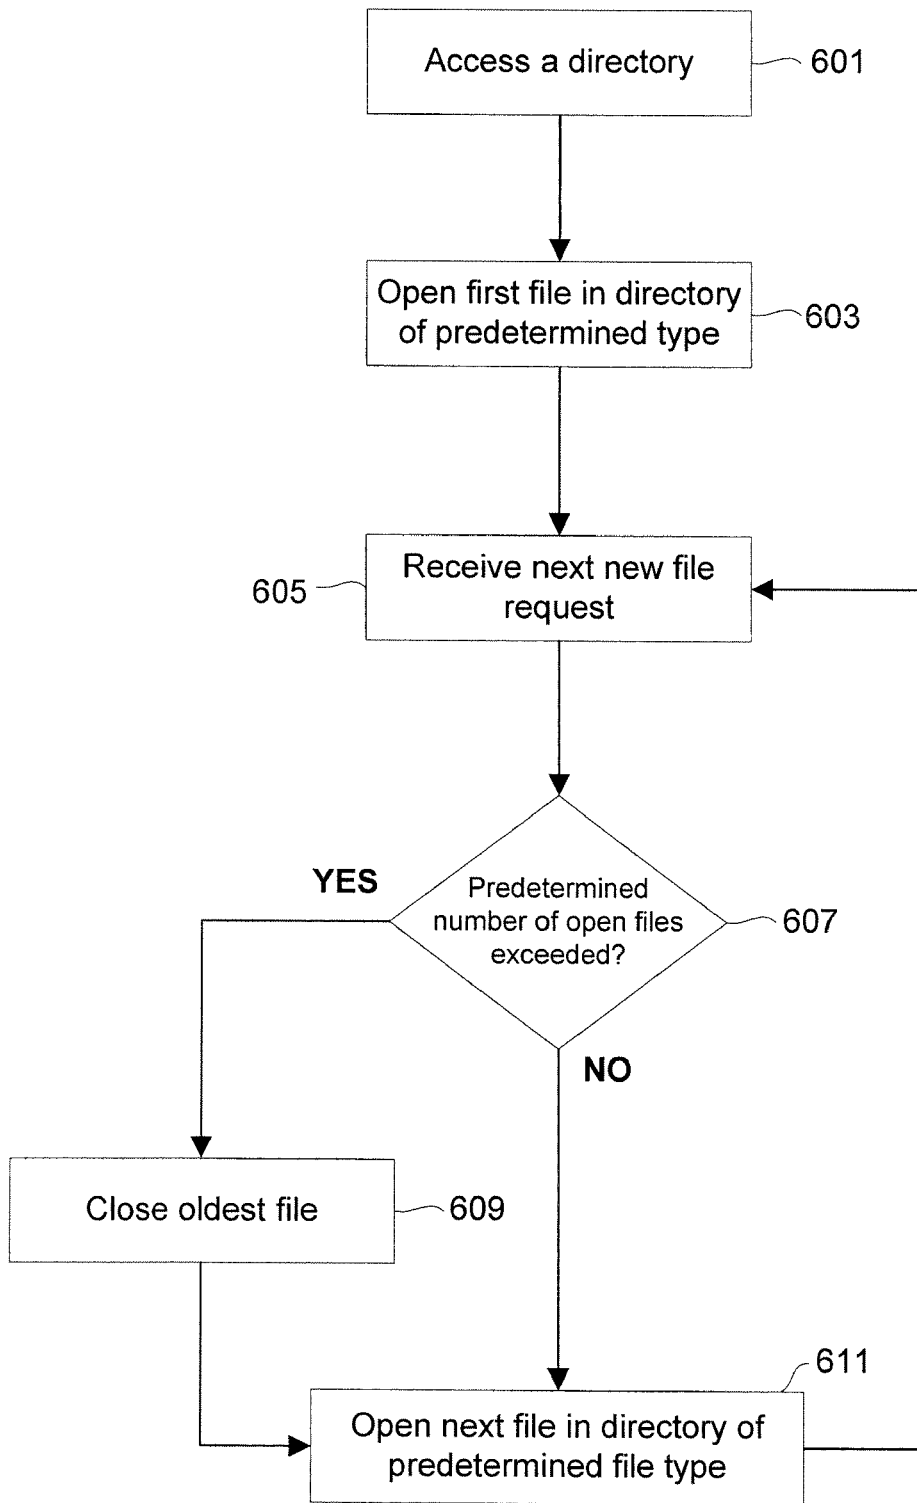 Access a directory
601
Open first file in directory
of predetermined type
603
Receive next new file
request
605
YES
Predetermined
number of open files
exceeded?
607
NO
Close oldest file
609
611
Open next file in directory of
predetermined file type